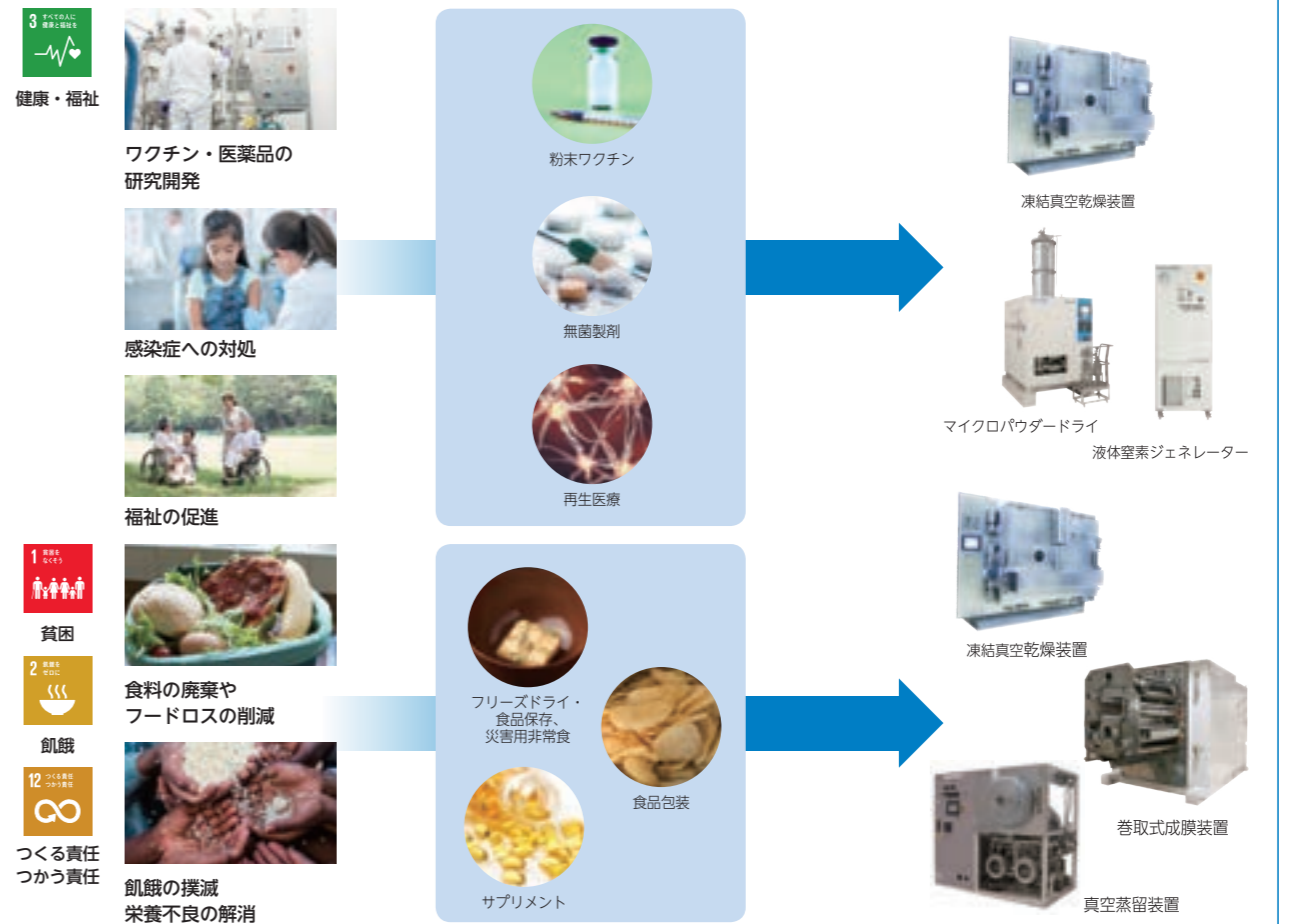 3 すべての人に
健康と福祉を
健康・福祉
ワクチン・医薬品の
研究開発
感染症への対処
福祉の促進
粉末ワクチン
無菌製剤
再生医療
凍結真空乾燥装置
マイクロパウダードライ
液体窒素ジェネレーター
1 貧困を
なくそう
貧困
2 飢餓を
ゼロに
飢餓
12 つくる責任
つかう責任
つくる責任
つかう責任
食料の廃棄や
フードロスの削減
飢餓の撲滅
栄養不良の解消
フリーズドライ・
食品保存、
災害用非常食
食品包装
サプリメント
凍結真空乾燥装置
巻取式成膜装置
真空蒸留装置